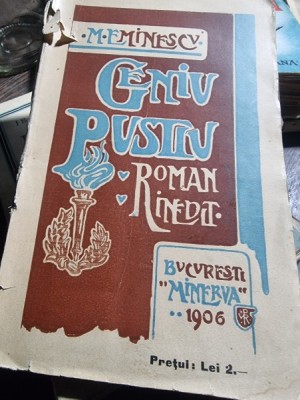 M. EMINESCU
GENIU
PUSTIU
ROMAN
INEDIT.
BUCURESTI
"MINERVA"
1906
Prețul: Lei 2.—